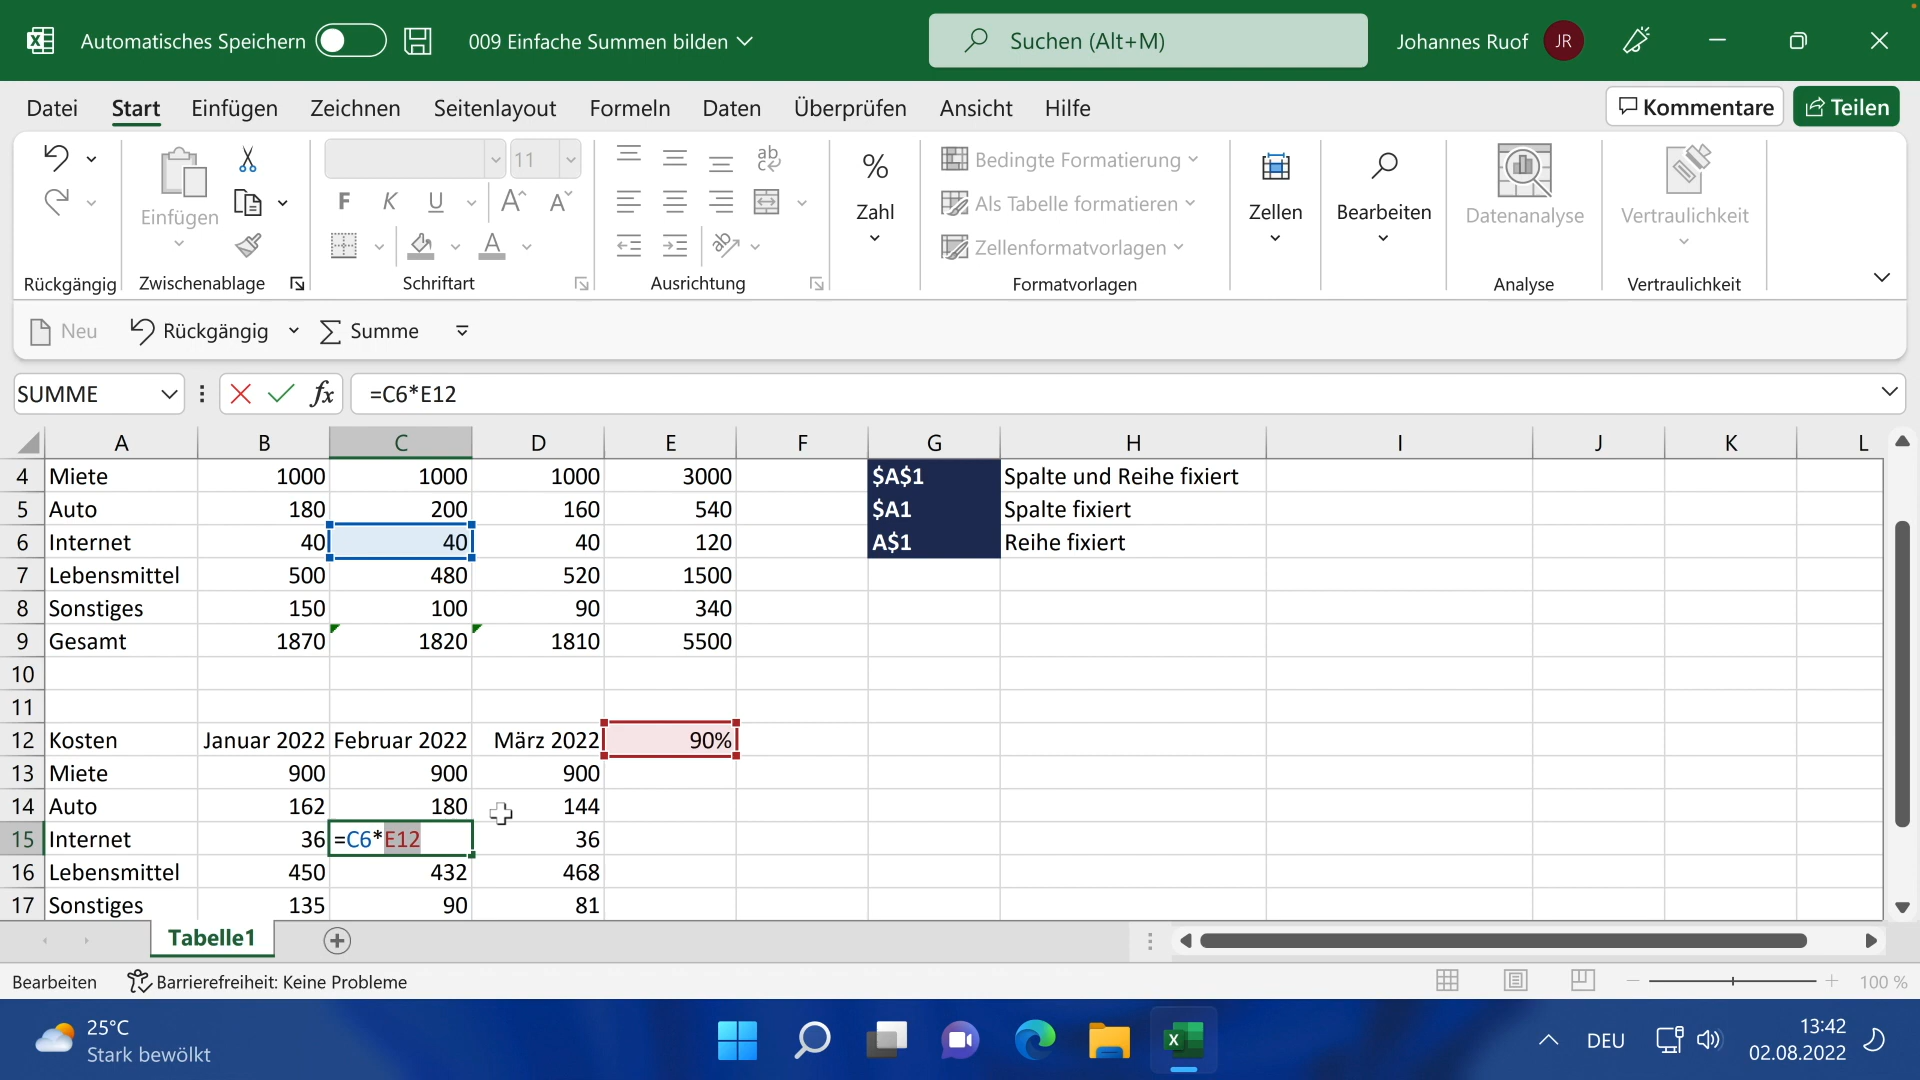 Automatisches Speichern
009 Einfache Summen bilden
Suchen (Alt+M)
Johannes Ruof
JR
Datei Start Einfügen Zeichnen Seitenlayout Formeln Daten Überprüfen Ansicht Hilfe
Kommentare
Teilen
Einfügen
11
F K U A A
ab
%
Zahl
Bedingte Formatierung
Als Tabelle formatieren
Zellenformatvorlagen
Zellen
Bearbeiten
Datenanalyse
Vertraulichkeit
Rückgängig Zwischenablage Schriftart Ausrichtung Formatvorlagen Analyse Vertraulichkeit
Neu Rückgängig Summe
SUMME fx =C6*E12
A B C D E F G H I J K L
4 Miete 1000 1000 1000 3000 $A$1 Spalte und Reihe fixiert
5 Auto 180 200 160 540 $A1 Spalte fixiert
6 Internet 40 40 40 120 A$1 Reihe fixiert
7 Lebensmittel 500 480 520 1500
8 Sonstiges 150 100 90 340
9 Gesamt 1870 1820 1810 5500
10
11
12 Kosten Januar 2022 Februar 2022 März 2022 90%
13 Miete 900 900 900
14 Auto 162 180 144
15 Internet 36 =C6*E12 36
16 Lebensmittel 450 432 468
17 Sonstiges 135 90 81
Tabelle1
Bearbeiten Barrierefreiheit: Keine Probleme 100 %
25°C
Stark bewölkt
DEU
13:42
02.08.2022